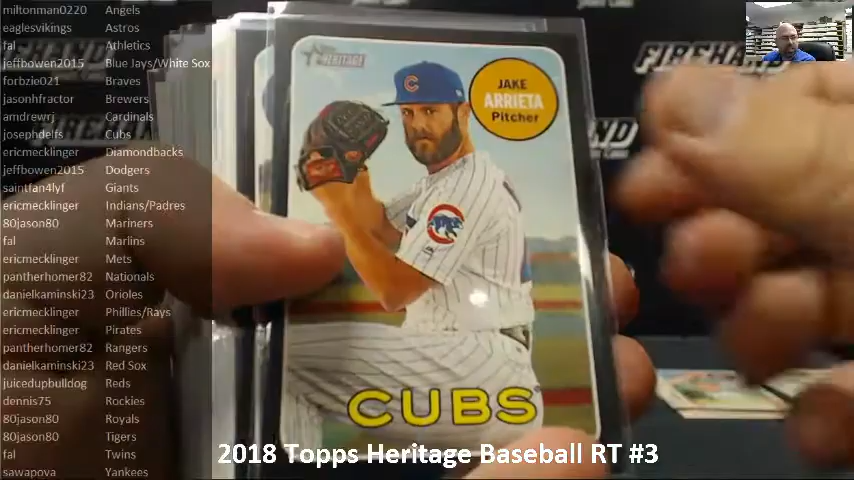 miltonman0220 Angels
eaglesvikings Astros
fal Athletics
jeffbowen2015 Blue Jays/White Sox
forbzie021 Braves
jasonhfractor Brewers
amdrewrj Cardinals
josephdelfs Cubs
ericmecklinger Diamondbacks
jeffbowen2015 Dodgers
saintfan4lyf Giants
ericmecklinger Indians/Padres
80jason80 Mariners
fal Marlins
ericmecklinger Mets
pantherhomer82 Nationals
danielkaminski23 Orioles
ericmecklinger Phillies/Rays
ericmecklinger Pirates
pantherhomer82 Rangers
danielkaminski23 Red Sox
juicedupbulldog Reds
dennis75 Rockies
80jason80 Royals
80jason80 Tigers
fal Twins
sawapova Yankees
HERITAGE
C
JAKE
ARRIETA
Pitcher
CUBS
FIREHAND
2018 Topps Heritage Baseball RT #3